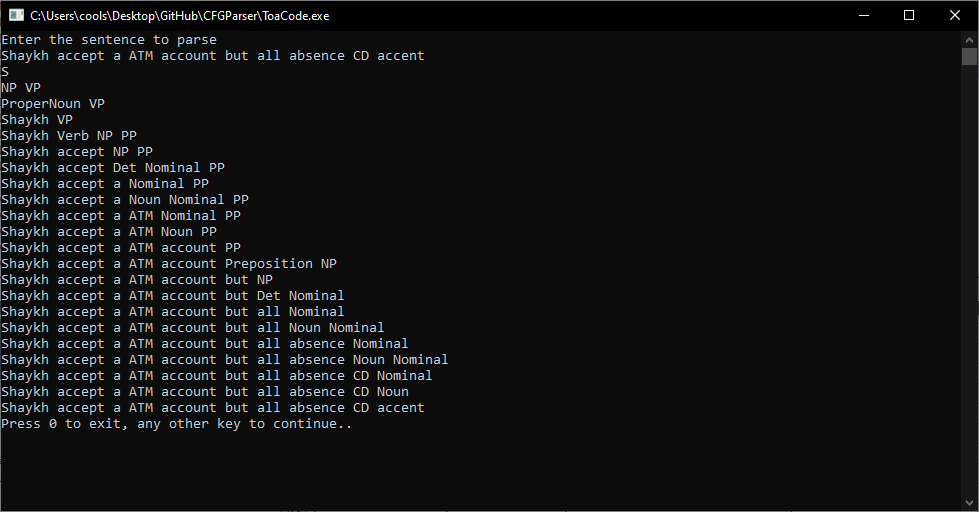 C:\Users\cools\Desktop\GitHub\CFGParser\ToaCode.exe
Enter the sentence to parse
Shaykh accept a ATM account but all absence CD accent
S
NP VP
ProperNoun VP
Shaykh VP
Shaykh Verb NP PP
Shaykh accept NP PP
Shaykh accept Det Nominal PP
Shaykh accept a Nominal PP
Shaykh accept a Noun Nominal PP
Shaykh accept a ATM Nominal PP
Shaykh accept a ATM Noun PP
Shaykh accept a ATM account PP
Shaykh accept a ATM account Preposition NP
Shaykh accept a ATM account but NP
Shaykh accept a ATM account but Det Nominal
Shaykh accept a ATM account but all Nominal
Shaykh accept a ATM account but all Noun Nominal
Shaykh accept a ATM account but all absence Nominal
Shaykh accept a ATM account but all absence Noun Nominal
Shaykh accept a ATM account but all absence CD Nominal
Shaykh accept a ATM account but all absence CD Noun
Shaykh accept a ATM account but all absence CD accent
Press 0 to exit, any other key to continue..